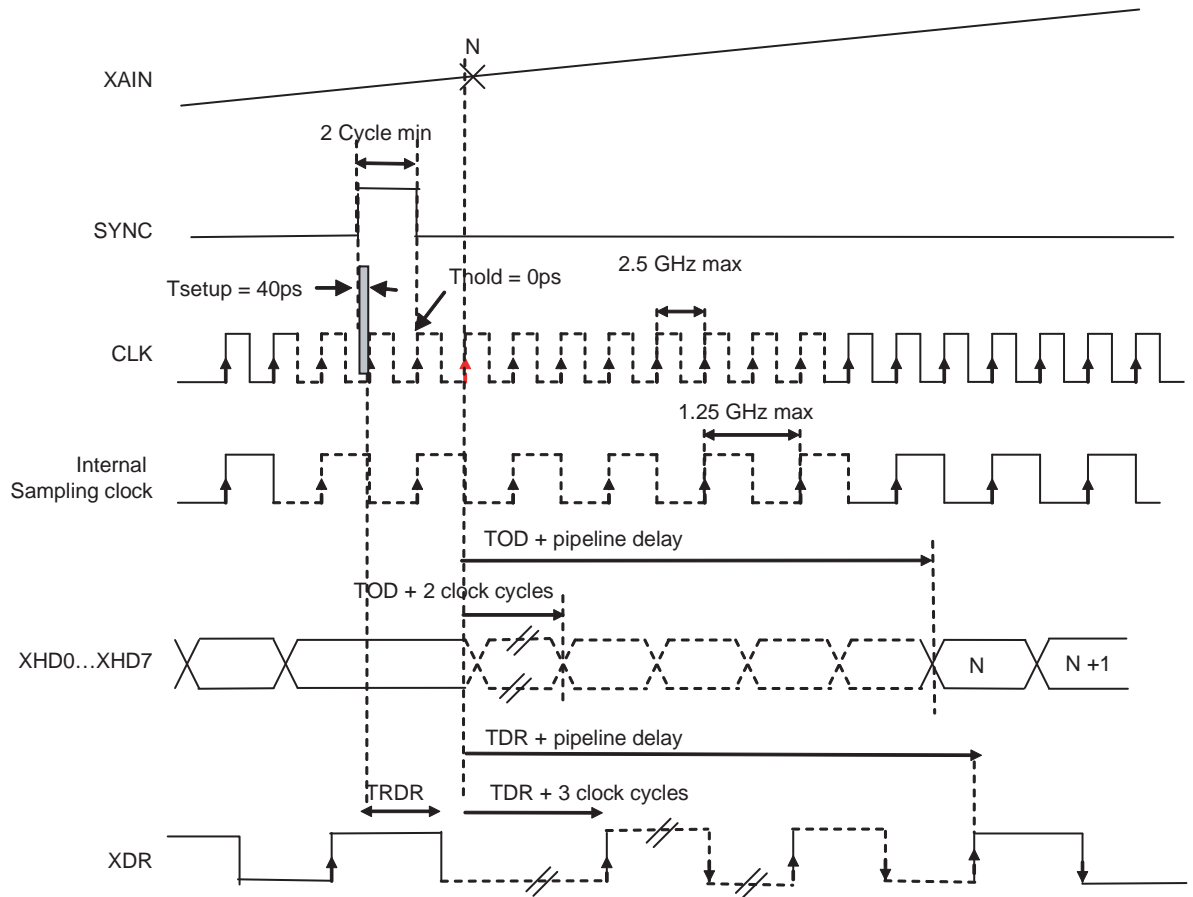 N
XAIN
2 Cycle min
SYNC
2.5 GHz max
Thold = 0ps
Tsetup = 40ps
CLK
1.25 GHz max
Internal
Sampling clock
TOD + pipeline delay
TOD + 2 clock cycles
XHD0…XHD7
N
N +1
TDR + pipeline delay
TRDR
TDR + 3 clock cycles
XDR